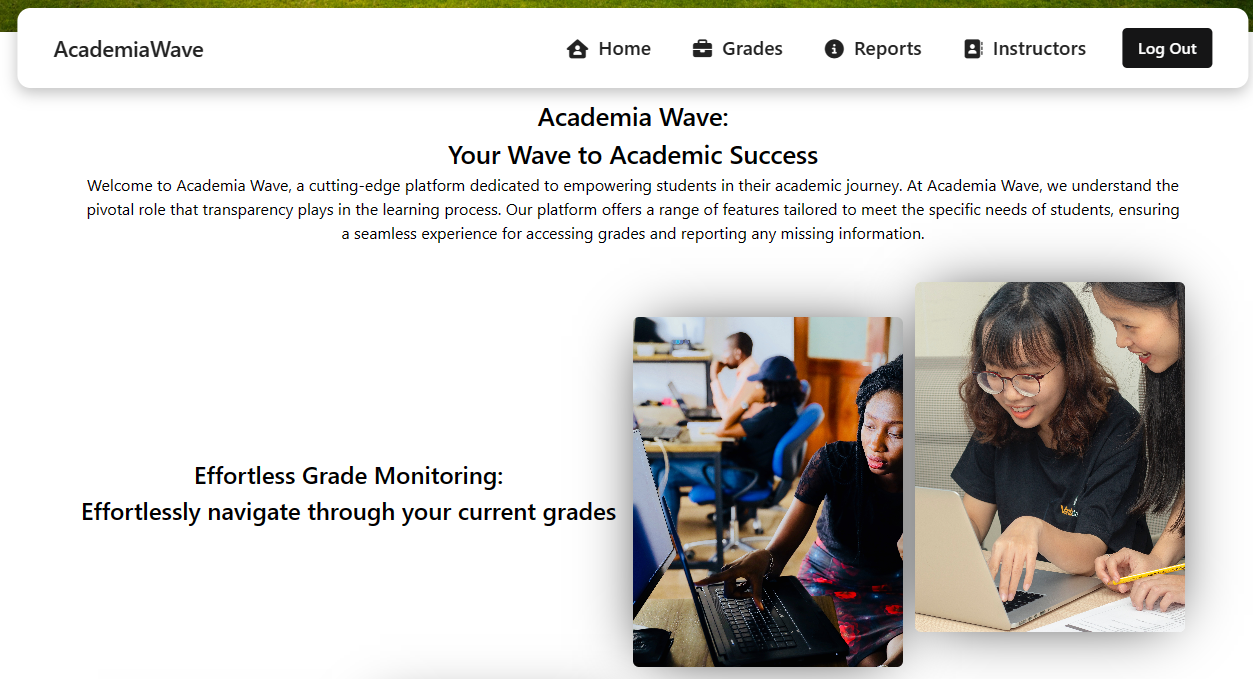 AcademiaWave
Home
Grades
Reports
Instructors
Log Out
Academia Wave:
Your Wave to Academic Success
Welcome to Academia Wave, a cutting-edge platform dedicated to empowering students in their academic journey. At Academia Wave, we understand the
pivotal role that transparency plays in the learning process. Our platform offers a range of features tailored to meet the specific needs of students, ensuring
a seamless experience for accessing grades and reporting any missing information.
Effortless Grade Monitoring:
Effortlessly navigate through your current grades